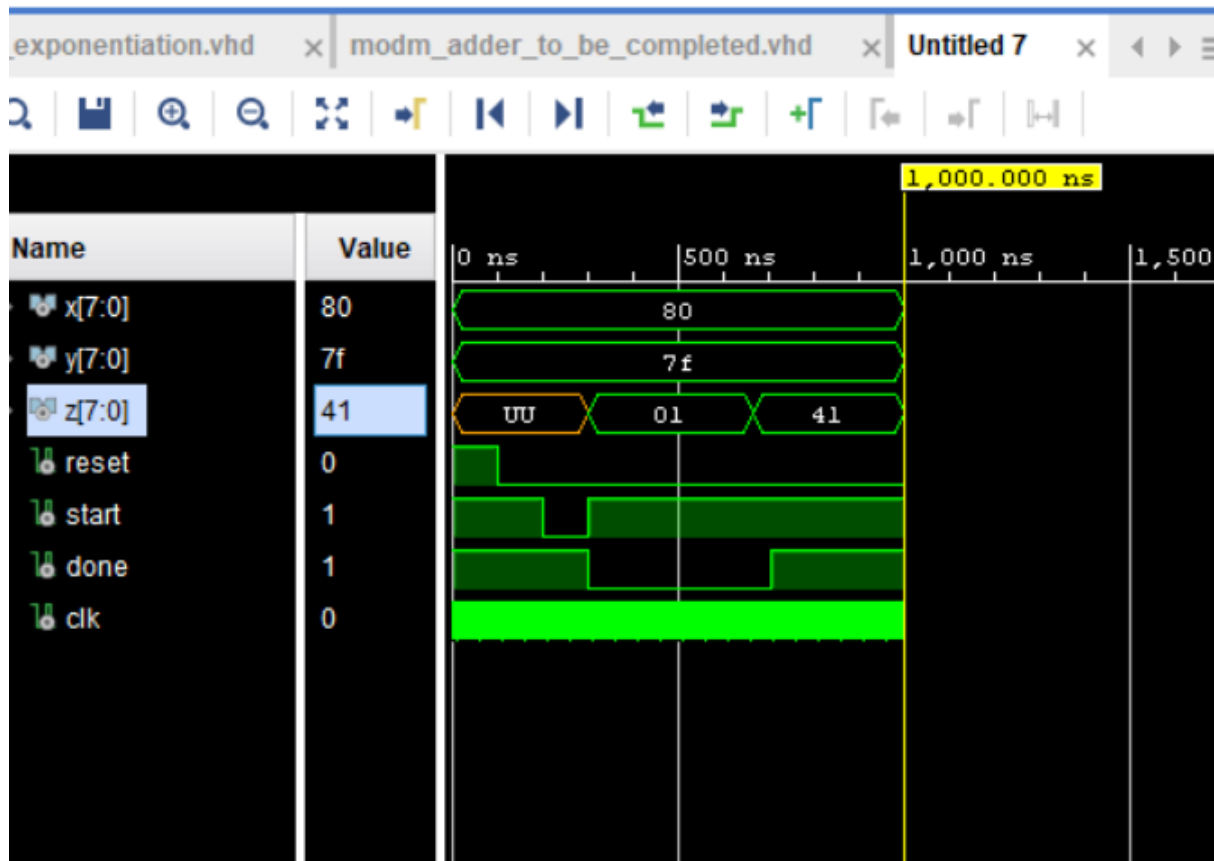 _exponentiation.vhd × modm_adder_to_be_completed.vhd × Untitled 7 ×
1,000.000 ns
Name Value 0 ns 500 ns 1,000 ns 1,500
x[7:0] 80 80
y[7:0] 7f 7f
z[7:0] 41 UU 01 41
reset 0
start 1
done 1
clk 0